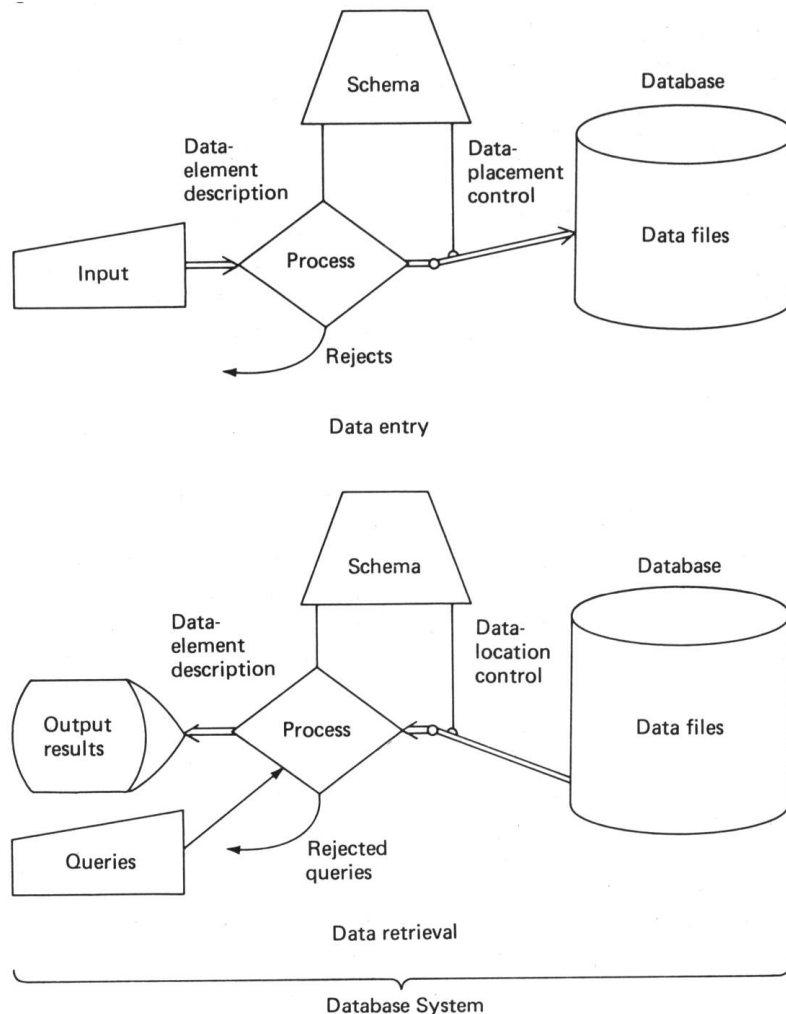 Schema
Database
Data-
element
description
Data-
placement
control
Input
Process
Data files
Rejects
Data entry
Schema
Database
Data-
element
description
Data-
location
control
Output
results
Process
Data files
Queries
Rejected
queries
Data retrieval
Database System